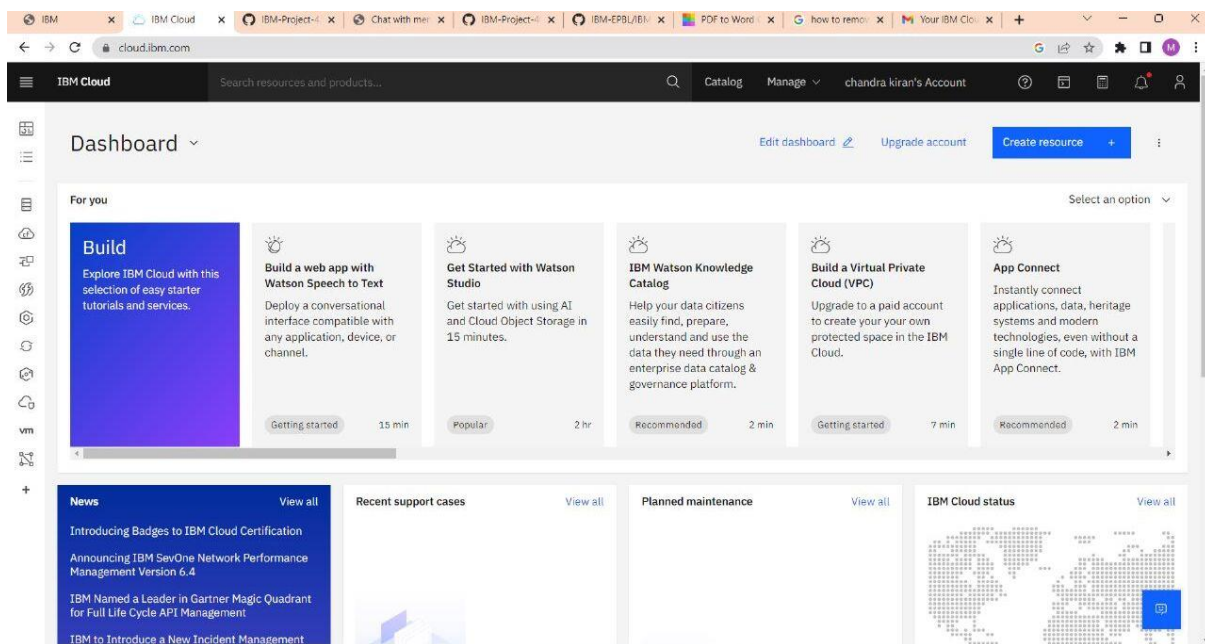 IBM
IBM Cloud
IBM-Project-4
Chat with mer
IBM-Project-4
IBM-EPBL/IBM
PDF to Word
how to remov
Your IBM Clou
cloud.ibm.com
M
IBM Cloud
Search resources and products...
Catalog
Manage
chandra kiran's Account
Dashboard
Edit dashboard
Upgrade account
Create resource +
For you
Select an option
Build
Explore IBM Cloud with this
selection of easy starter
tutorials and services.
Build a web app with
Watson Speech to Text
Deploy a conversational
interface compatible with
any application, device, or
channel.
Getting started 15 min
Get Started with Watson
Studio
Get started with using AI
and Cloud Object Storage in
15 minutes.
Popular 2 hr
IBM Watson Knowledge
Catalog
Help your data citizens
easily find, prepare,
understand and use the
data they need through an
enterprise data catalog &
governance platform.
Recommended 2 min
Build a Virtual Private
Cloud (VPC)
Upgrade to a paid account
to create your your own
protected space in the IBM
Cloud.
Getting started 7 min
App Connect
Instantly connect
applications, data, heritage
systems and modern
technologies, even without a
single line of code, with IBM
App Connect.
Recommended 2 min
vm
News View all
Introducing Badges to IBM Cloud Certification
Announcing IBM SevOne Network Performance
Management Version 6.4
IBM Named a Leader in Gartner Magic Quadrant
for Full Life Cycle API Management
IBM to Introduce a New Incident Management
Recent support cases View all
Planned maintenance View all
IBM Cloud status View all